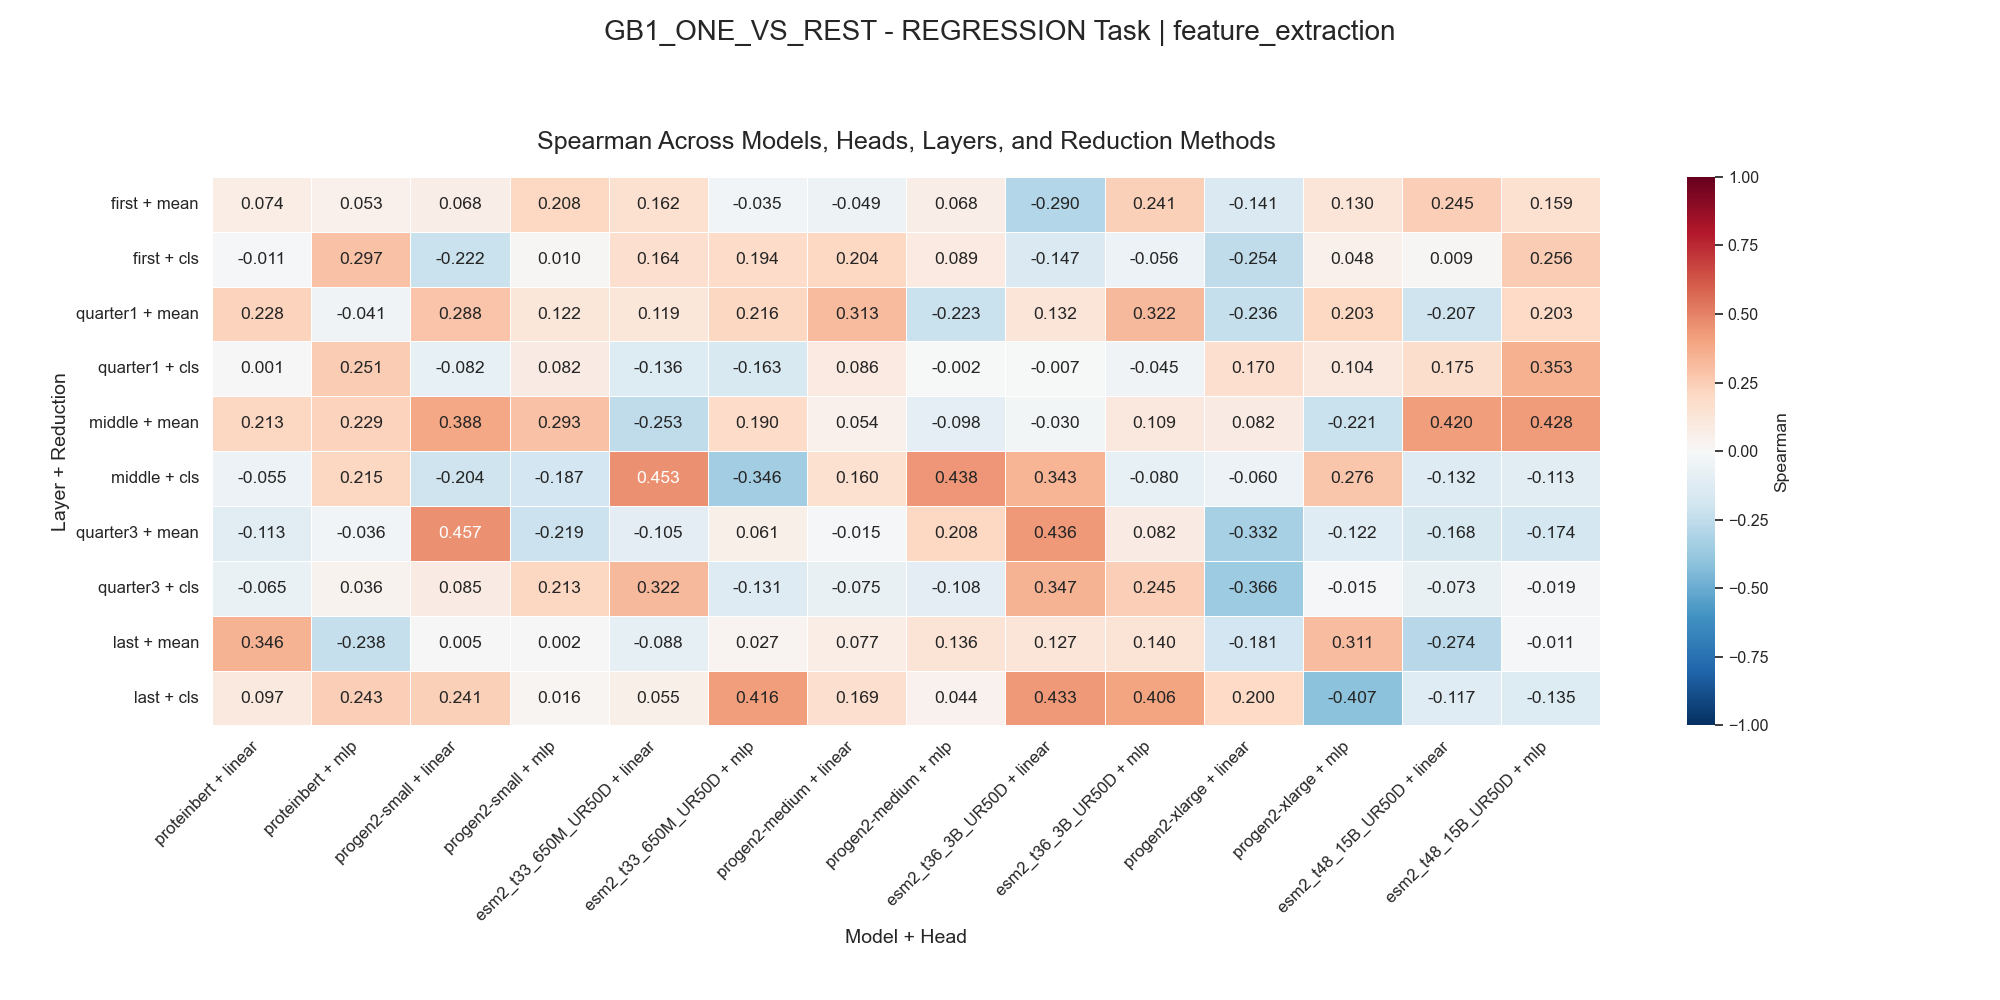 GB1_ONE_VS_REST - REGRESSION Task | feature_extraction
Spearman Across Models, Heads, Layers, and Reduction Methods
Layer + Reduction
first + mean 0.074 0.053 0.068 0.208 0.162 -0.035 -0.049 0.068 -0.290 0.241 -0.141 0.130 0.245 0.159
first + cls -0.011 0.297 -0.222 0.010 0.164 0.194 0.204 0.089 -0.147 -0.056 -0.254 0.048 0.009 0.256
quarter1 + mean 0.228 -0.041 0.288 0.122 0.119 0.216 0.313 -0.223 0.132 0.322 -0.236 0.203 -0.207 0.203
quarter1 + cls 0.001 0.251 -0.082 0.082 -0.136 -0.163 0.086 -0.002 -0.007 -0.045 0.170 0.104 0.175 0.353
middle + mean 0.213 0.229 0.388 0.293 -0.253 0.190 0.054 -0.098 -0.030 0.109 0.082 -0.221 0.420 0.428
middle + cls -0.055 0.215 -0.204 -0.187 0.453 -0.346 0.160 0.438 0.343 -0.080 -0.060 0.276 -0.132 -0.113
quarter3 + mean -0.113 -0.036 0.457 -0.219 -0.105 0.061 -0.015 0.208 0.436 0.082 -0.332 -0.122 -0.168 -0.174
quarter3 + cls -0.065 0.036 0.085 0.213 0.322 -0.131 -0.075 -0.108 0.347 0.245 -0.366 -0.015 -0.073 -0.019
last + mean 0.346 -0.238 0.005 0.002 -0.088 0.027 0.077 0.136 0.127 0.140 -0.181 0.311 -0.274 -0.011
last + cls 0.097 0.243 0.241 0.016 0.055 0.416 0.169 0.044 0.433 0.406 0.200 -0.407 -0.117 -0.135
proteinbert + linear
proteinbert + mlp
progen2-small + linear
progen2-small + mlp
esm2_t33_650M_UR50D + linear
esm2_t33_650M_UR50D + mlp
progen2-medium + linear
progen2-medium + mlp
esm2_t36_3B_UR50D + linear
esm2_t36_3B_UR50D + mlp
progen2-xlarge + linear
progen2-xlarge + mlp
esm2_t48_15B_UR50D + linear
esm2_t48_15B_UR50D + mlp
Model + Head
1.00
0.75
0.50
0.25
0.00
−0.25
−0.50
−0.75
−1.00
Spearman